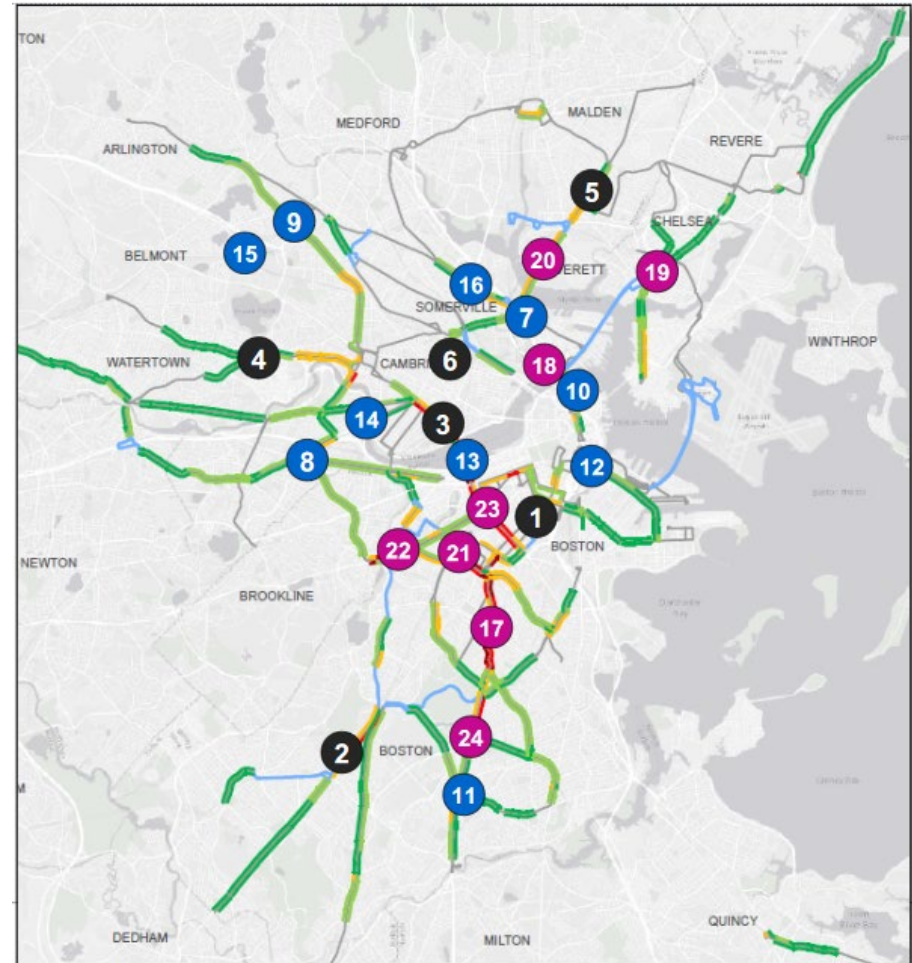 TON
MALDEN
MEDFORD
REVERE
ARLINGTON
5
9
CHELSEA
15
BELMONT
20
ERETT
19
16
SOMERVILLE
7
WINTHROP
4
WATERTOWN
6
CAMBRI
18
10
14
3
8
13
12
23
1
BOSTON
22
21
NEWTON
BROOKLINE
17
24
2
BOSTON
M
11
QUINCY
DEDHAM
MILTON